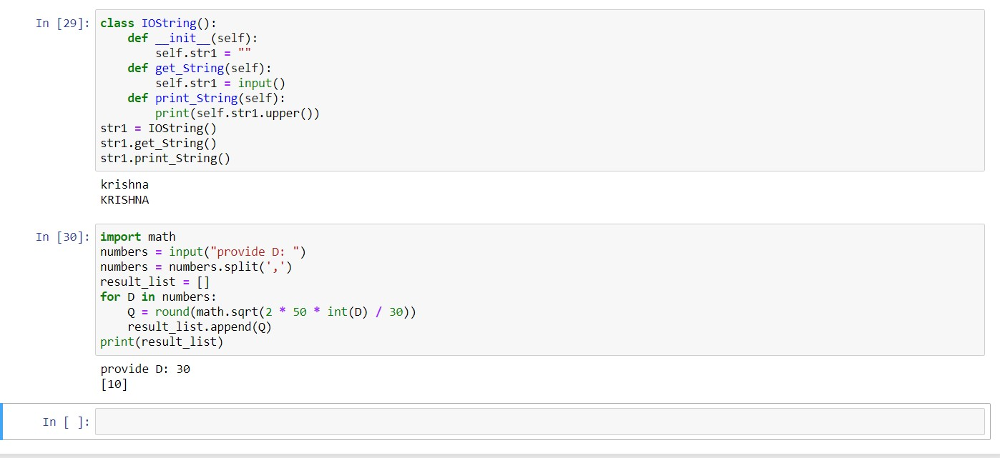 In [29]: class IOString():
    def __init__(self):
        self.str1 = ""
    def get_String(self):
        self.str1 = input()
    def print_String(self):
        print(self.str1.upper())
str1 = IOString()
str1.get_String()
str1.print_String()
krishna
KRISHNA
In [30]: import math
numbers = input("provide D: ")
numbers = numbers.split(',')
result_list = []
for D in numbers:
    Q = round(math.sqrt(2 * 50 * int(D) / 30))
    result_list.append(Q)
print(result_list)
provide D: 30
[10]
In [ ]: